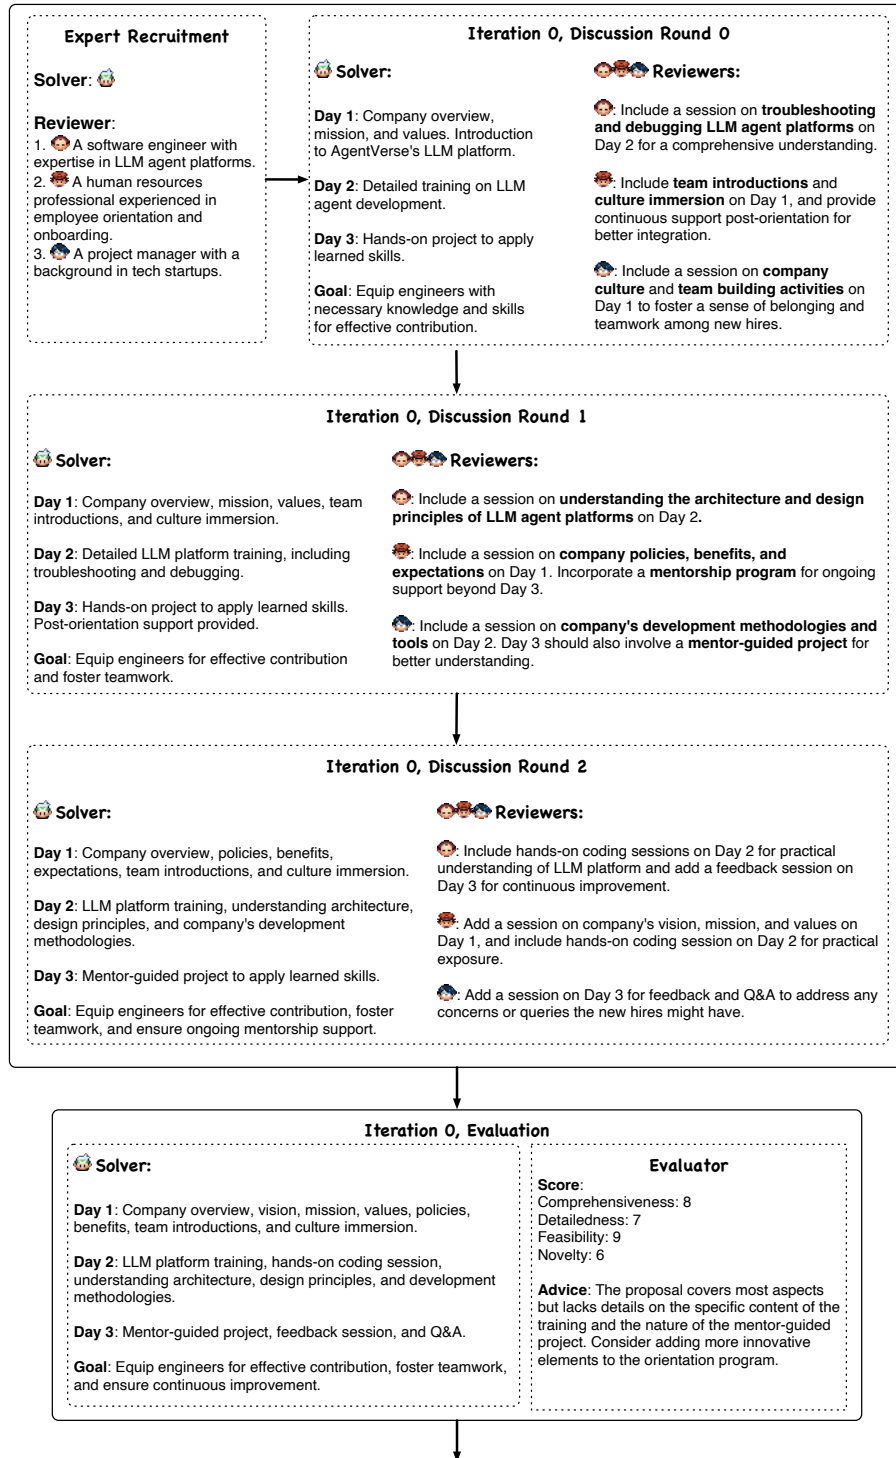 Expert Recruitment
Solver:
Reviewer:
1. A software engineer with
expertise in LLM agent platforms.
2. A human resources
professional experienced in
employee orientation and
onboarding.
3. A project manager with a
background in tech startups.
Iteration 0, Discussion Round 0
Solver:
Day 1: Company overview,
mission, and values. Introduction
to AgentVerse's LLM platform.
Day 2: Detailed training on LLM
agent development.
Day 3: Hands-on project to apply
learned skills.
Goal: Equip engineers with
necessary knowledge and skills
for effective contribution.
Reviewers:
: Include a session on troubleshooting
and debugging LLM agent platforms on
Day 2 for a comprehensive understanding.
: Include team introductions and
culture immersion on Day 1, and provide
continuous support post-orientation for
better integration.
: Include a session on company
culture and team building activities on
Day 1 to foster a sense of belonging and
teamwork among new hires.
Iteration 0, Discussion Round 1
Solver:
Day 1: Company overview, mission, values, team
introductions, and culture immersion.
Day 2: Detailed LLM platform training, including
troubleshooting and debugging.
Day 3: Hands-on project to apply learned skills.
Post-orientation support provided.
Goal: Equip engineers for effective contribution
and foster teamwork.
Reviewers:
: Include a session on understanding the architecture and design
principles of LLM agent platforms on Day 2.
: Include a session on company policies, benefits, and
expectations on Day 1. Incorporate a mentorship program for ongoing
support beyond Day 3.
: Include a session on company's development methodologies and
tools on Day 2. Day 3 should also involve a mentor-guided project for
better understanding.
Iteration 0, Discussion Round 2
Solver:
Day 1: Company overview, policies, benefits,
expectations, team introductions, and culture immersion.
Day 2: LLM platform training, understanding architecture,
design principles, and company's development
methodologies.
Day 3: Mentor-guided project to apply learned skills.
Goal: Equip engineers for effective contribution, foster
teamwork, and ensure ongoing mentorship support.
Reviewers:
: Include hands-on coding sessions on Day 2 for practical
understanding of LLM platform and add a feedback session on
Day 3 for continuous improvement.
: Add a session on company's vision, mission, and values on
Day 1, and include hands-on coding session on Day 2 for practical
exposure.
: Add a session on Day 3 for feedback and Q&A to address any
concerns or queries the new hires might have.
Iteration 0, Evaluation
Solver:
Day 1: Company overview, vision, mission, values, policies,
benefits, team introductions, and culture immersion.
Day 2: LLM platform training, hands-on coding session,
understanding architecture, design principles, and development
methodologies.
Day 3: Mentor-guided project, feedback session, and Q&A.
Goal: Equip engineers for effective contribution, foster teamwork,
and ensure continuous improvement.
Evaluator
Score:
Comprehensiveness: 8
Detailedness: 7
Feasibility: 9
Novelty: 6
Advice: The proposal covers most aspects
but lacks details on the specific content of the
training and the nature of the mentor-guided
project. Consider adding more innovative
elements to the orientation program.